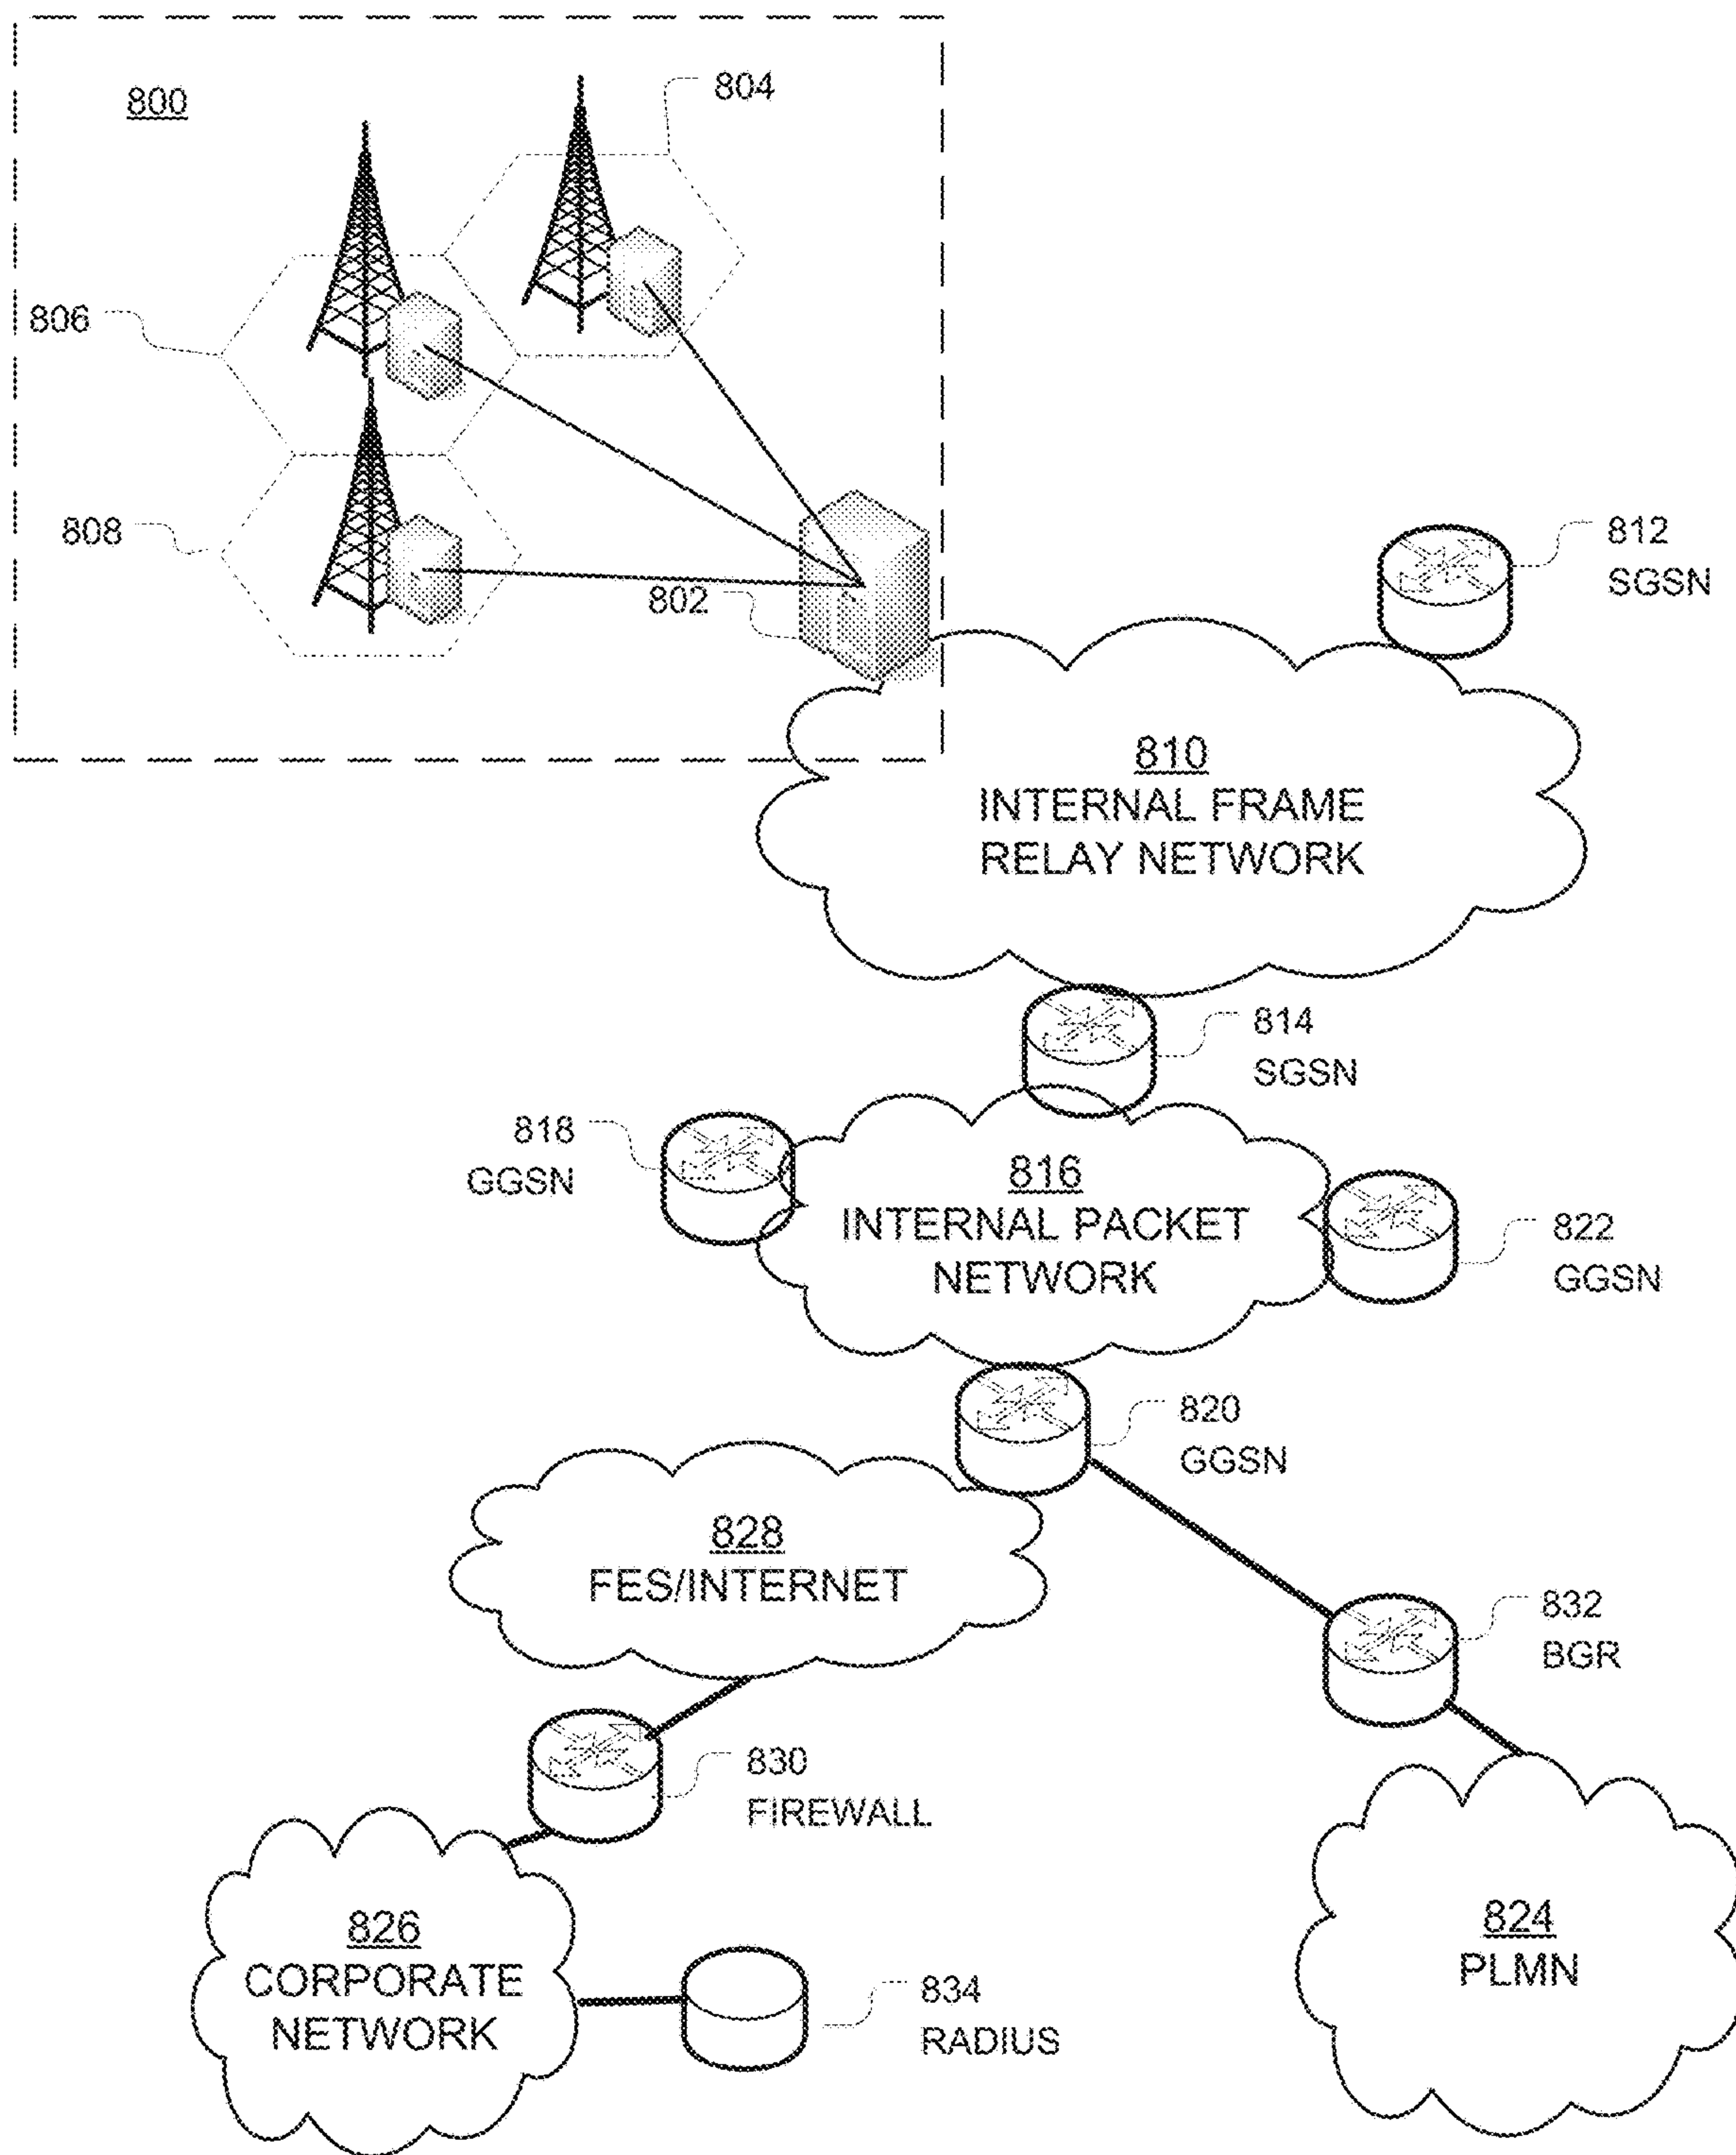 800
804
806
808
802
812
SGSN
810
INTERNAL FRAME
RELAY NETWORK
814
SGSN
818
GGSN
816
INTERNAL PACKET
NETWORK
822
GGSN
820
GGSN
828
FES/INTERNET
832
BGR
830
FIREWALL
826
CORPORATE
NETWORK
824
PLMN
834
RADIUS